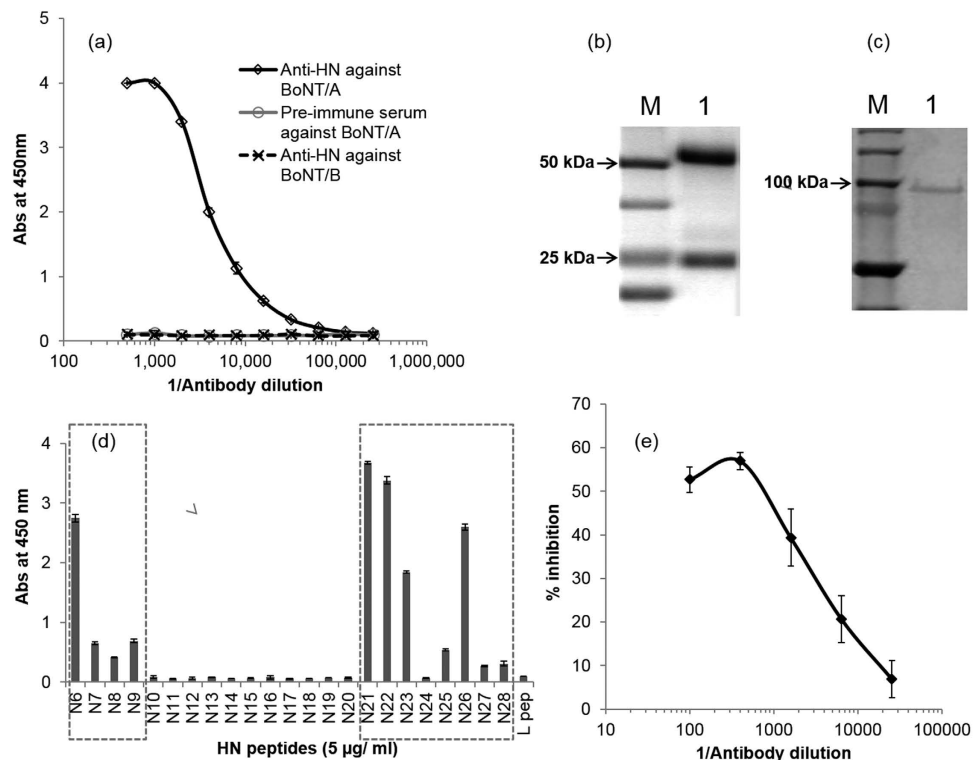 (a)
5
4
3
2
1
0
100
1,000
10,000
100,000
1,000,000
Abs at 450nm
1/Antibody dilution
Anti-HN against
BoNT/A
Pre-immune serum
against BoNT/A
Anti-HN against
BoNT/B
(b)
M 1
50 kDa
25 kDa
(c)
M 1
100 kDa
(d)
4
3
2
1
0
Abs at 450 nm
N6
N7
N8
N9
N10
N11
N12
N13
N14
N15
N16
N17
N18
N19
N20
N21
N22
N23
N24
N25
N26
N27
N28
L pep
HN peptides (5 µg/ ml)
(e)
70
60
50
40
30
20
10
0
10
100
1000
10000
100000
% inhibition
1/Antibody dilution